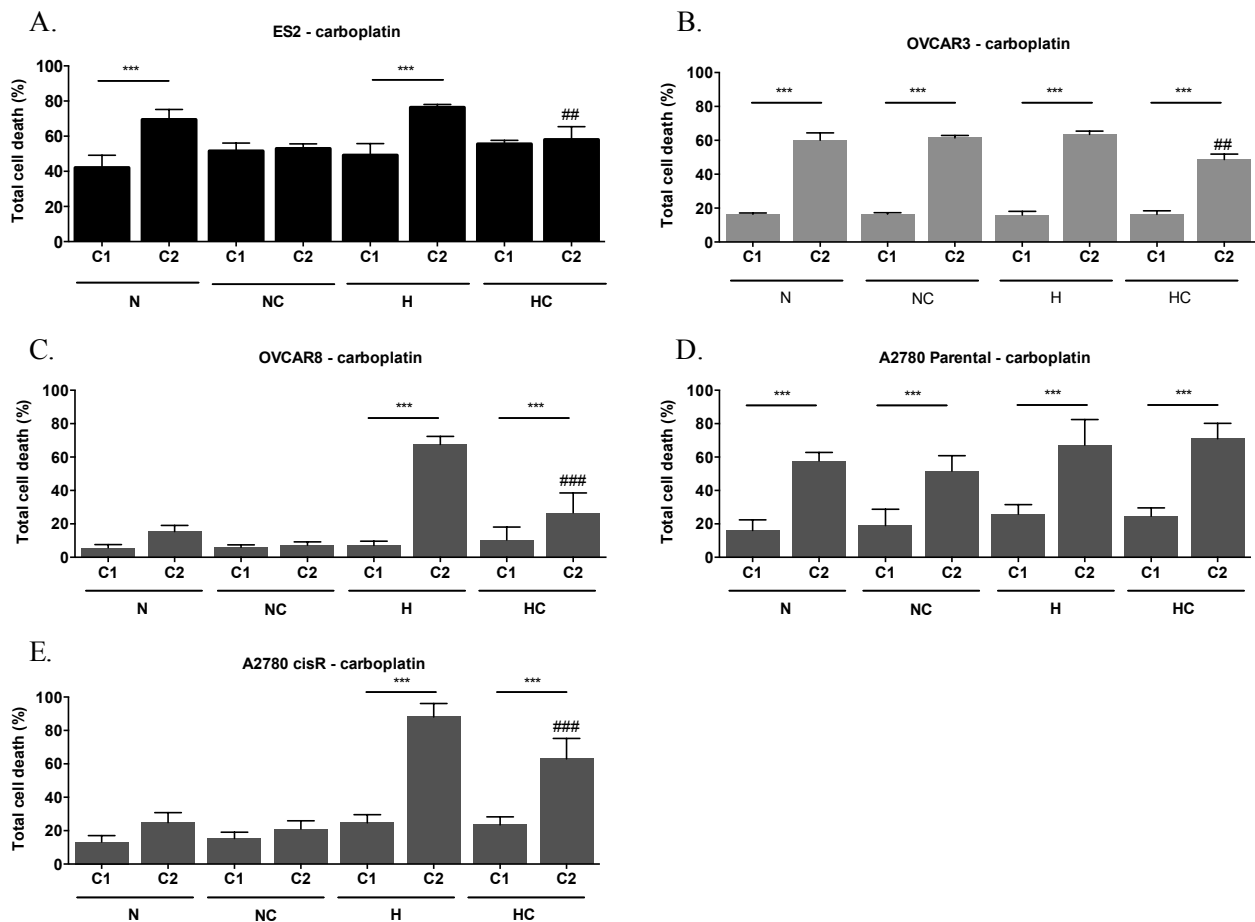 A.
ES2 - carboplatin
Total cell death (%)
100
80
60
40
20
0
*** ***
##
C1 C2 C1 C2 C1 C2 C1 C2
N NC H HC
B.
OVCAR3 - carboplatin
Total cell death (%)
100
80
60
40
20
0
*** *** *** ***
##
C1 C2 C1 C2 C1 C2 C1 C2
N NC H HC
C.
OVCAR8 - carboplatin
Total cell death (%)
100
80
60
40
20
0
*** ***
###
C1 C2 C1 C2 C1 C2 C1 C2
N NC H HC
D.
A2780 Parental - carboplatin
Total cell death (%)
100
80
60
40
20
0
*** *** *** ***
C1 C2 C1 C2 C1 C2 C1 C2
N NC H HC
E.
A2780 cisR - carboplatin
Total cell death (%)
100
80
60
40
20
0
*** ***
###
C1 C2 C1 C2 C1 C2 C1 C2
N NC H HC